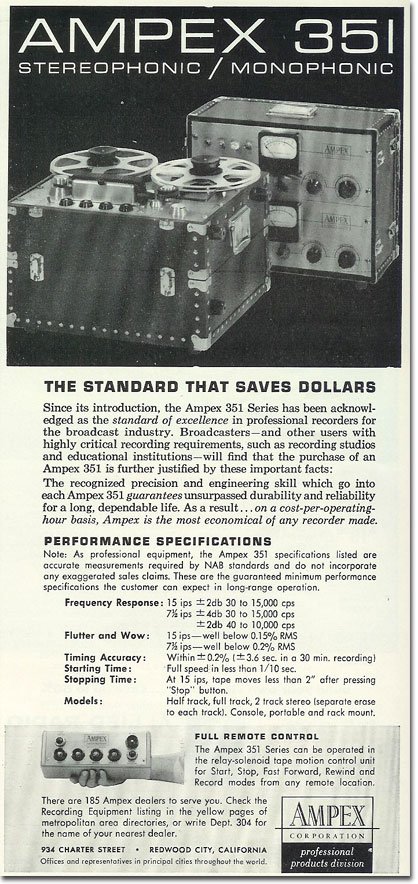 AMPEX 351
STEREOPHONIC / MONOPHONIC
AMPEX
AMPEX
THE STANDARD THAT SAVES DOLLARS
Since its introduction, the Ampex 351 Series has been acknowl-
edged as the standard of excellence in professional recorders for
the broadcast industry. Broadcasters—and other users with
highly critical recording requirements, such as recording studios
and educational institutions—will find that the purchase of an
Ampex 351 is further justified by these important facts:
The recognized precision and engineering skill which go into
each Ampex 351 guarantees unsurpassed durability and reliability
for a long, dependable life. As a result...on a cost-per-operating-
hour basis, Ampex is the most economical of any recorder made.
PERFORMANCE SPECIFICATIONS
Note: As professional equipment, the Ampex 351 specifications listed are
accurate measurements required by NAB standards and do not incorporate
any exaggerated sales claims. These are the guaranteed minimum performance
specifications the customer can expect in long-range operation.
Frequency Response: 15 ips ±2db 30 to 15,000 cps
7½ ips ±4db 30 to 15,000 cps
±2db 40 to 10,000 cps
Flutter and Wow: 15 ips—well below 0.15% RMS
7½ ips—well below 0.2% RMS
Timing Accuracy: Within ±0.2% (±3.6 sec. in a 30 min. recording)
Starting Time: Full speed in less than 1/10 sec.
Stopping Time: At 15 ips, tape moves less than 2" after pressing
"Stop" button.
Models: Half track, full track, 2 track stereo (separate erase
to each track). Console, portable and rack mount.
AMPEX
FULL REMOTE CONTROL
The Ampex 351 Series can be operated in
the relay-solenoid tape motion control unit
for Start, Stop, Fast Forward, Rewind and
Record modes from any remote location.
There are 185 Ampex dealers to serve you. Check the
Recording Equipment listing in the yellow pages of
metropolitan area directories, or write Dept. 304 for
the name of your nearest dealer.
934 CHARTER STREET • REDWOOD CITY, CALIFORNIA
Offices and representatives in principal cities throughout the world.
AMPEX
CORPORATION
professional
products division